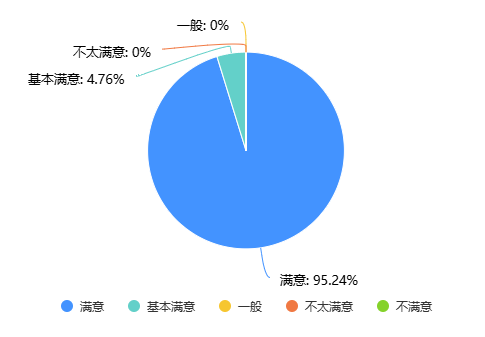 一般: 0%
不太满意: 0%
基本满意: 4.76%
满意: 95.24%
满意 基本满意 一般 不太满意 不满意